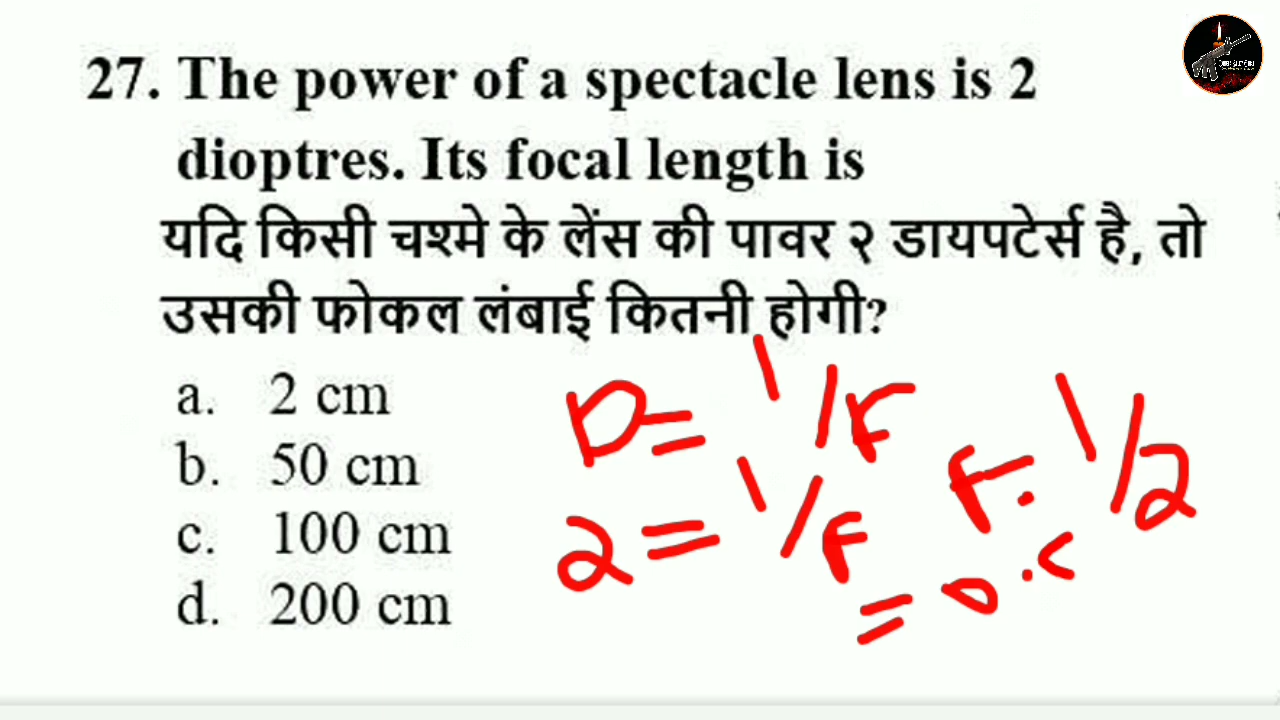 27. The power of a spectacle lens is 2
dioptres. Its focal length is
यदि किसी चश्मे के लेंस की पावर २ डायपटेर्स है, तो
उसकी फोकल लंबाई कितनी होगी?
a. 2 cm
b. 50 cm
c. 100 cm
d. 200 cm
D= 1/F
2 = 1/F
F = 1/2
= 0.